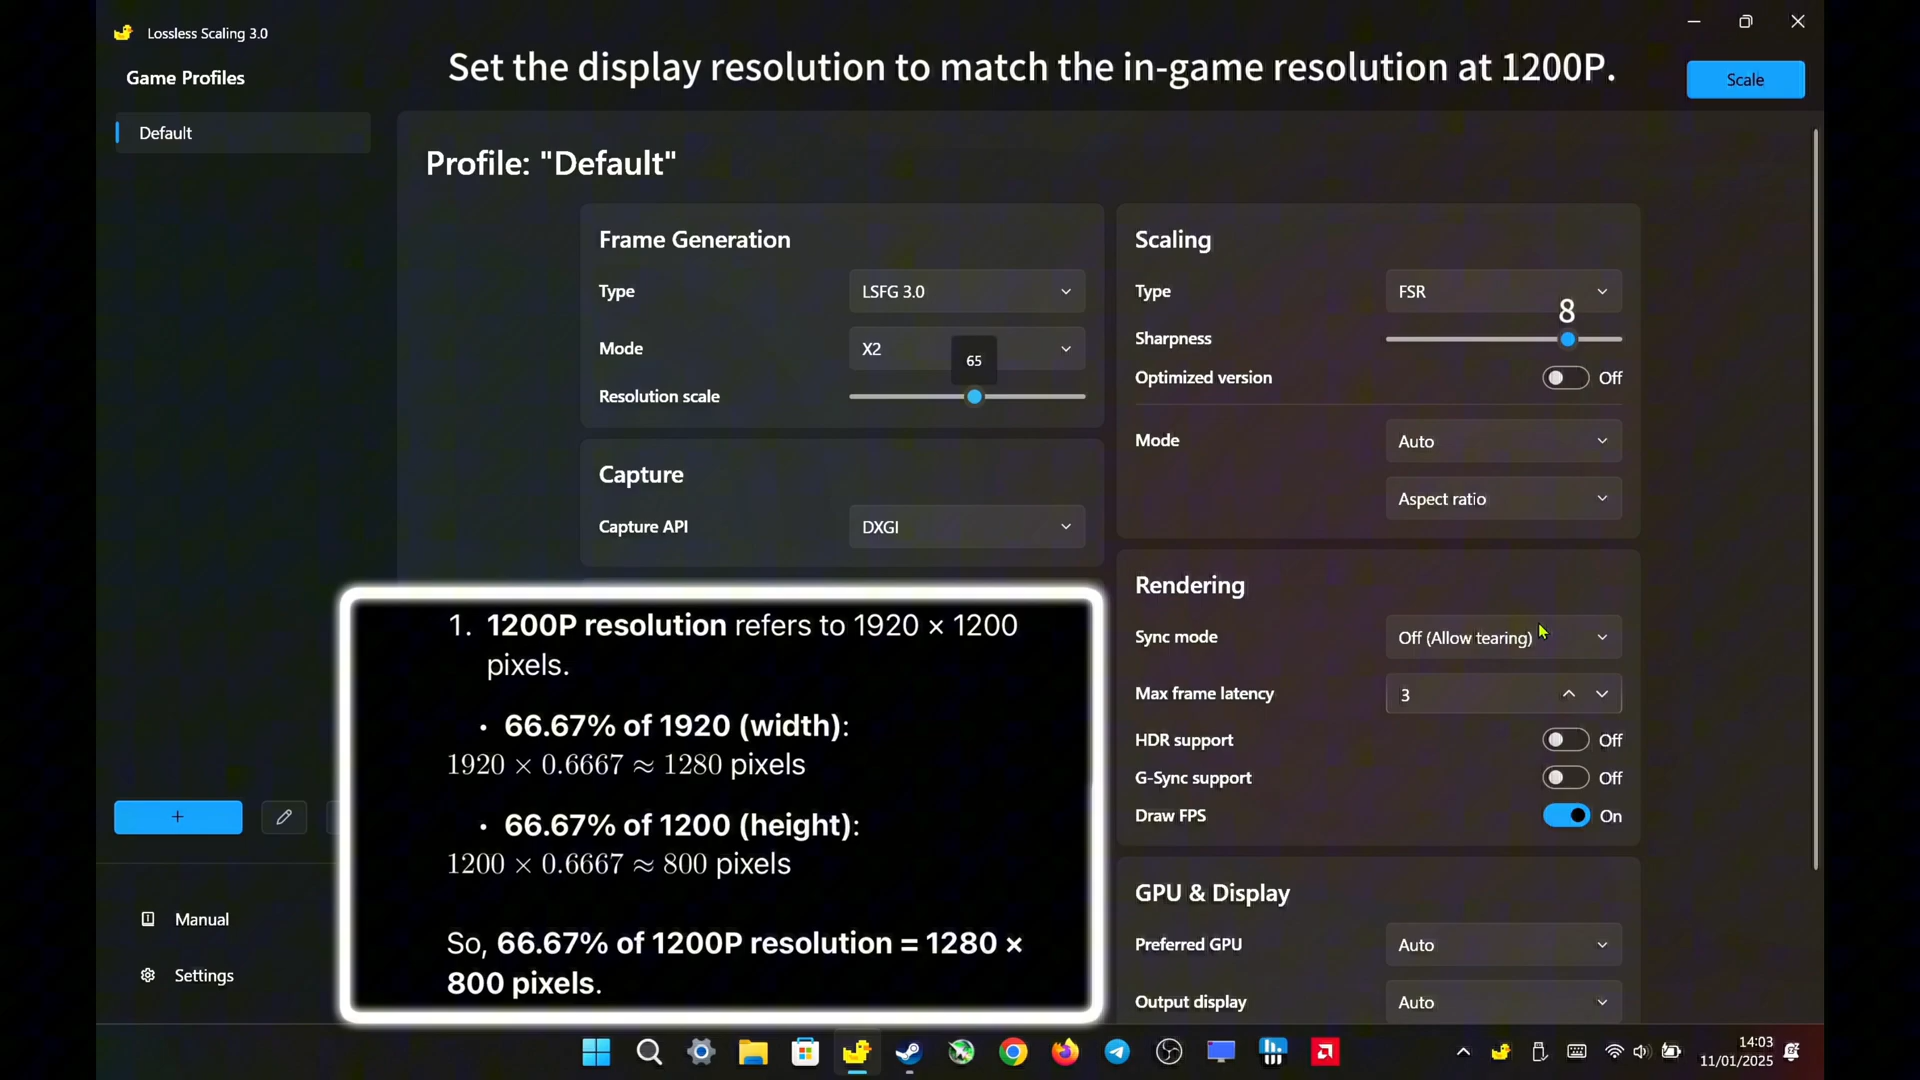 Lossless Scaling 3.0
Set the display resolution to match the in-game resolution at 1200P.
Game Profiles
Scale
Default
Profile: "Default"
Frame Generation
Type
LSFG 3.0
Mode
X2
65
Resolution scale
Capture
Capture API
DXGI
Scaling
Type
FSR
8
Sharpness
Optimized version
Off
Mode
Auto
Aspect ratio
Rendering
Sync mode
Off (Allow tearing)
Max frame latency
3
HDR support
Off
G-Sync support
Off
Draw FPS
On
GPU & Display
Preferred GPU
Auto
Output display
Auto
1. 1200P resolution refers to 1920 × 1200
pixels.
• 66.67% of 1920 (width):
1920 × 0.6667 ≈ 1280 pixels
• 66.67% of 1200 (height):
1200 × 0.6667 ≈ 800 pixels
So, 66.67% of 1200P resolution = 1280 ×
800 pixels.
+
Manual
Settings
14:03
11/01/2025